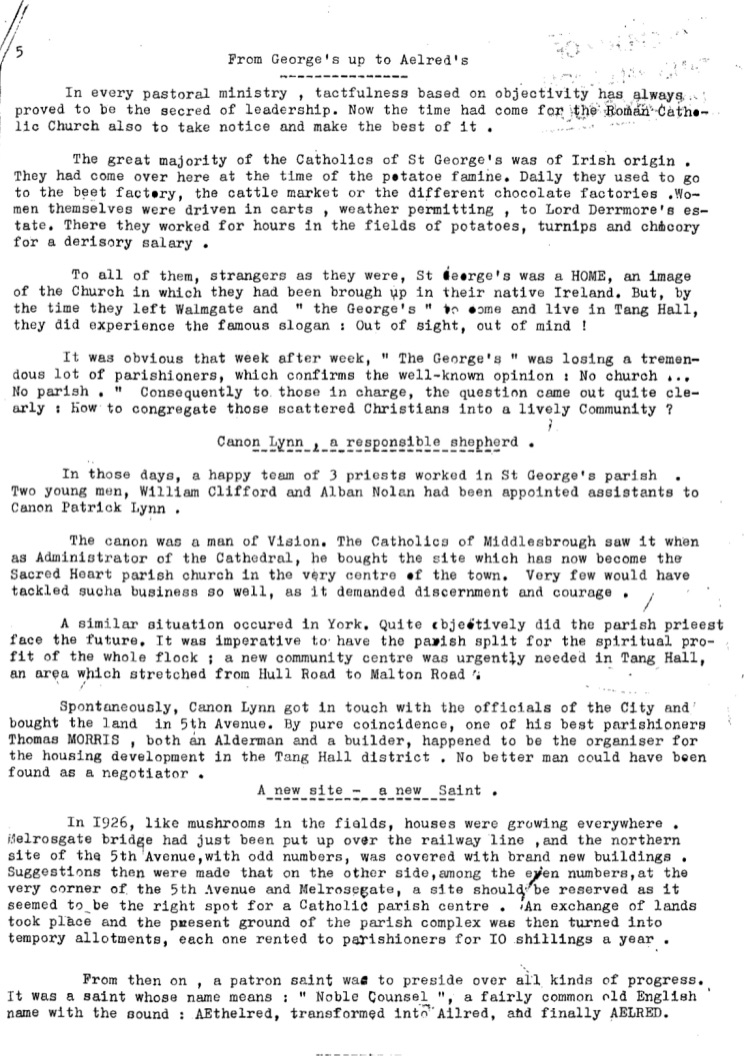 5
From George's up to Aelred's
In every pastoral ministry , tactfulness based on objectivity has always
proved to be the secred of leadership. Now the time had come for the Roman Catho-
lic Church also to take notice and make the best of it .
The great majority of the Catholics of St George's was of Irish origin .
They had come over here at the time of the potatoe famine. Daily they used to go
to the beet factory, the cattle market or the different chocolate factories .Wo-
men themselves were driven in carts , weather permitting , to Lord Derrmore's es-
tate. There they worked for hours in the fields of potatoes, turnips and chicory
for a derisory salary .
To all of them, strangers as they were, St George's was a HOME, an image
of the Church in which they had been brough up in their native Ireland. But, by
the time they left Walmgate and " the George's " to come and live in Tang Hall,
they did experience the famous slogan : Out of sight, out of mind !
It was obvious that week after week, " The George's " was losing a tremen-
dous lot of parishioners, which confirms the well-known opinion : No church ...
No parish . " Consequently to those in charge, the question came out quite cle-
arly : How to congregate those scattered Christians into a lively Community ?
Canon Lynn , a responsible shepherd .
In those days, a happy team of 3 priests worked in St George's parish .
Two young men, William Clifford and Alban Nolan had been appointed assistants to
Canon Patrick Lynn .
The canon was a man of Vision. The Catholics of Middlesbrough saw it when
as Administrator of the Cathedral, he bought the site which has now become the
Sacred Heart parish church in the very centre of the town. Very few would have
tackled sucha business so well, as it demanded discernment and courage .
A similar situation occured in York. Quite objectively did the parish prieest
face the future. It was imperative to have the parish split for the spiritual pro-
fit of the whole flock ; a new community centre was urgently needed in Tang Hall,
an area which stretched from Hull Road to Malton Road .
Spontaneously, Canon Lynn got in touch with the officials of the City and
bought the land in 5th Avenue. By pure coincidence, one of his best parishioners
Thomas MORRIS , both an Alderman and a builder, happened to be the organiser for
the housing development in the Tang Hall district . No better man could have been
found as a negotiator .
A new site - a new Saint .
In I926, like mushrooms in the fields, houses were growing everywhere .
Melrosgate bridge had just been put up over the railway line ,and the northern
site of the 5th Avenue,with odd numbers, was covered with brand new buildings .
Suggestions then were made that on the other side,among the even numbers,at the
very corner of the 5th Avenue and Melrosegate, a site should be reserved as it
seemed to be the right spot for a Catholic parish centre . An exchange of lands
took place and the present ground of the parish complex was then turned into
tempory allotments, each one rented to parishioners for IO shillings a year .
From then on , a patron saint was to preside over all kinds of progress.
It was a saint whose name means : " Noble Counsel ", a fairly common old English
name with the sound : AEthelred, transformed into Ailred, and finally AELRED.